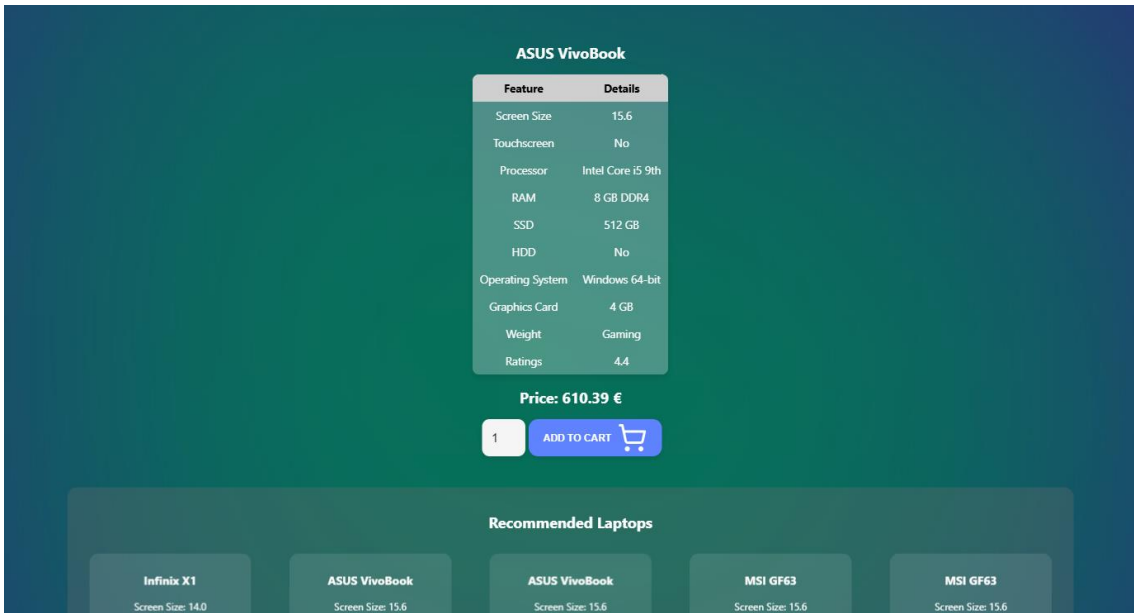 ASUS VivoBook
Feature Details
Screen Size 15.6
Touchscreen No
Processor Intel Core i5 9th
RAM 8 GB DDR4
SSD 512 GB
HDD No
Operating System Windows 64-bit
Graphics Card 4 GB
Weight Gaming
Ratings 4.4
Price: 610.39 €
1 ADD TO CART
Recommended Laptops
Infinix X1 ASUS VivoBook ASUS VivoBook MSI GF63 MSI GF63
Screen Size: 14.0 Screen Size: 15.6 Screen Size: 15.6 Screen Size: 15.6 Screen Size: 15.6